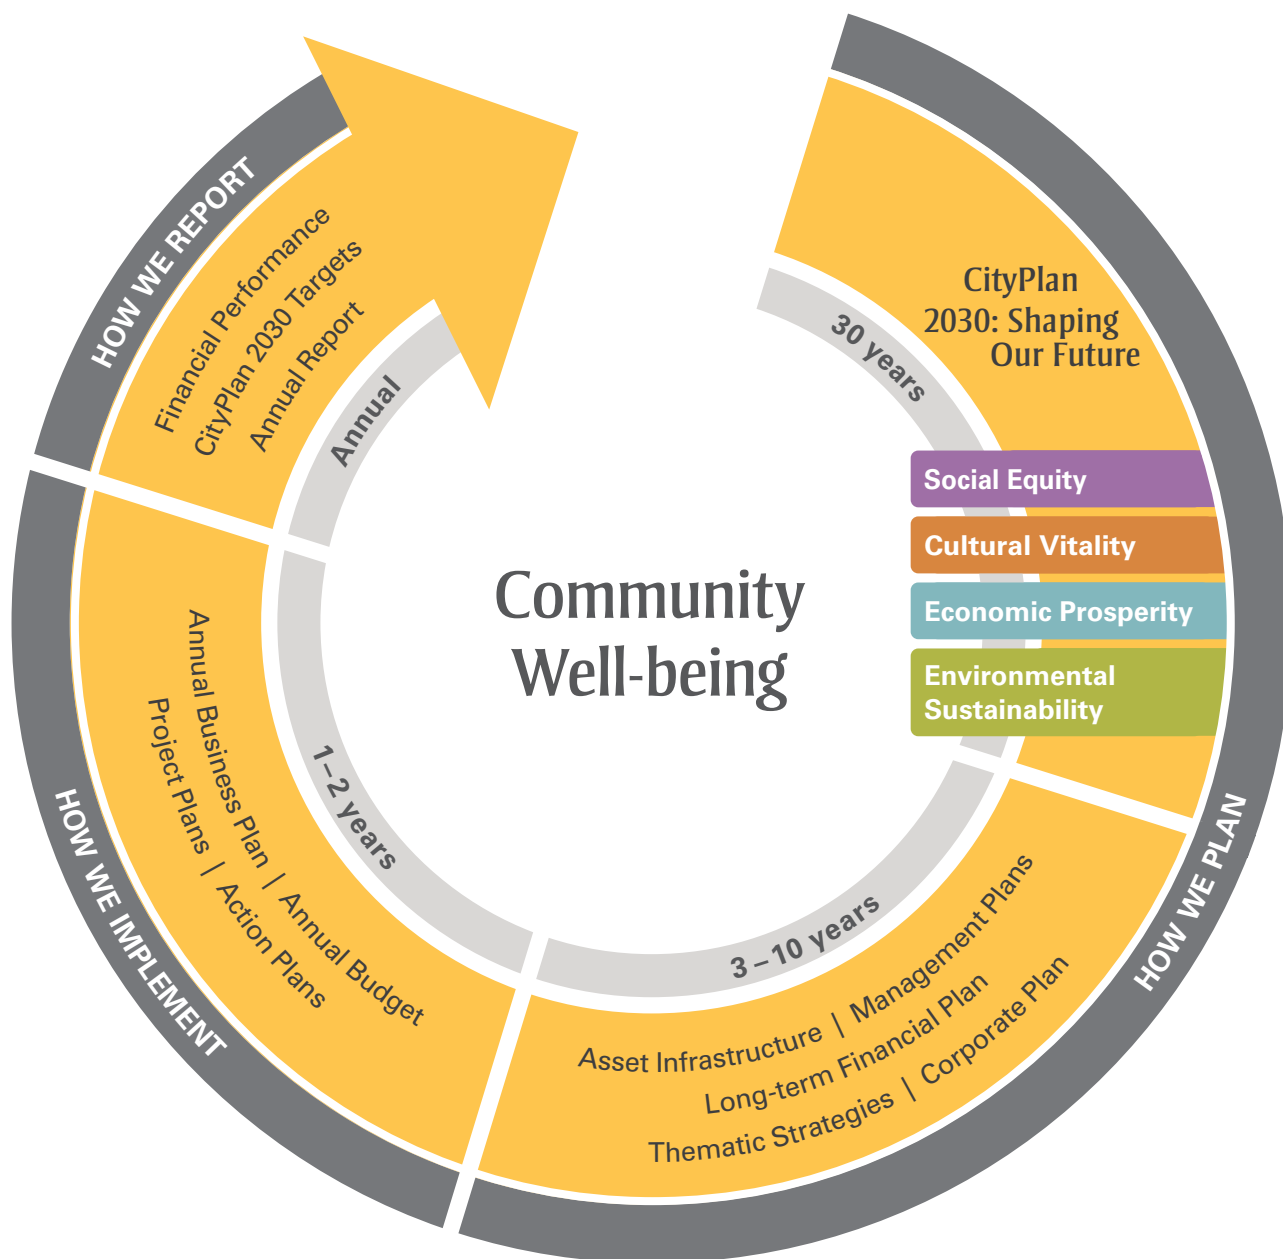 CityPlan
2030: Shaping
Our Future
30 years
Social Equity
Cultural Vitality
Economic Prosperity
Environmental
Sustainability
HOW WE PLAN
3–10 years
Asset Infrastructure | Management Plans
Long-term Financial Plan
Thematic Strategies | Corporate Plan
HOW WE IMPLEMENT
1–2 years
Annual Business Plan | Annual Budget
Project Plans | Action Plans
HOW WE REPORT
Financial Performance
CityPlan 2030 Targets
Annual Report
Annual
Community
Well-being